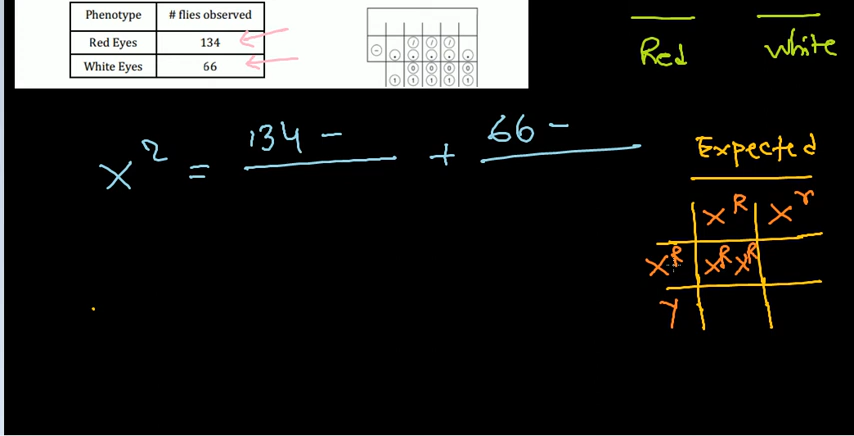 Phenotype # flies observed
Red Eyes 134
White Eyes 66
Red White
X² = 134 - + 66 -
Expected
X^R X^r
X^R X^R X^R
Y